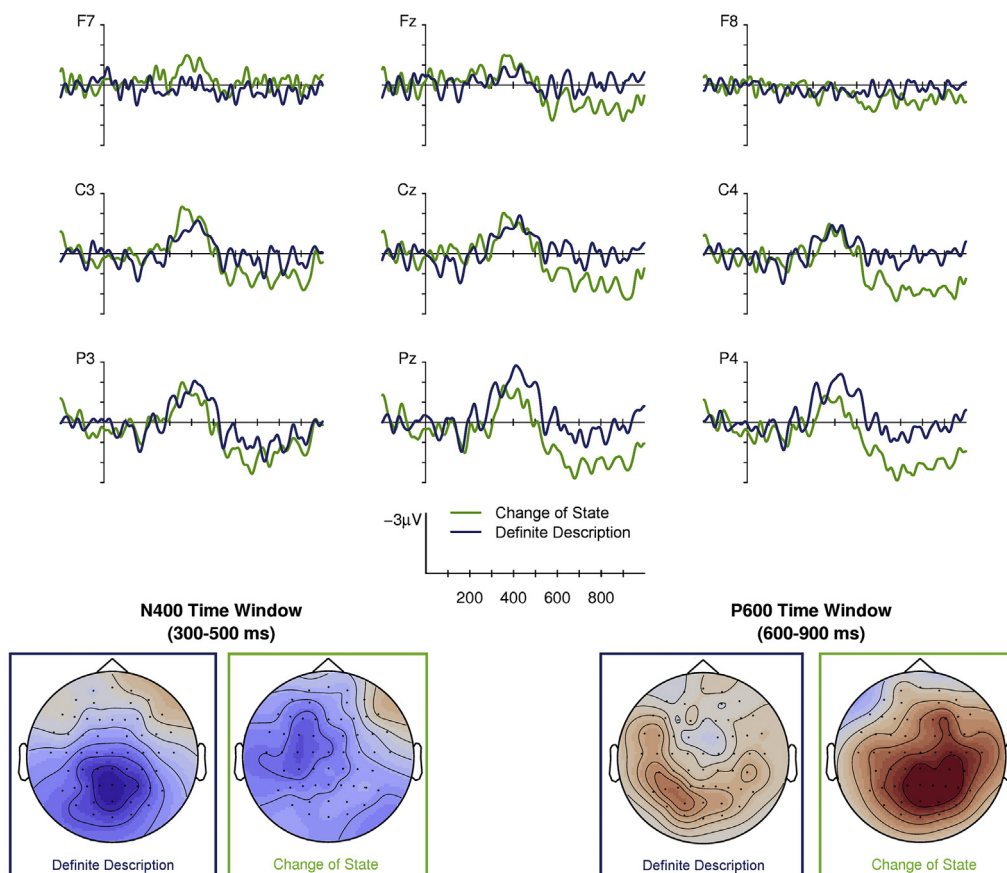 F7 Fz F8
C3 Cz C4
P3 Pz P4
−3μV
Change of State
Definite Description
200 400 600 800
N400 Time Window
(300-500 ms)
P600 Time Window
(600-900 ms)
Definite Description Change of State Definite Description Change of State